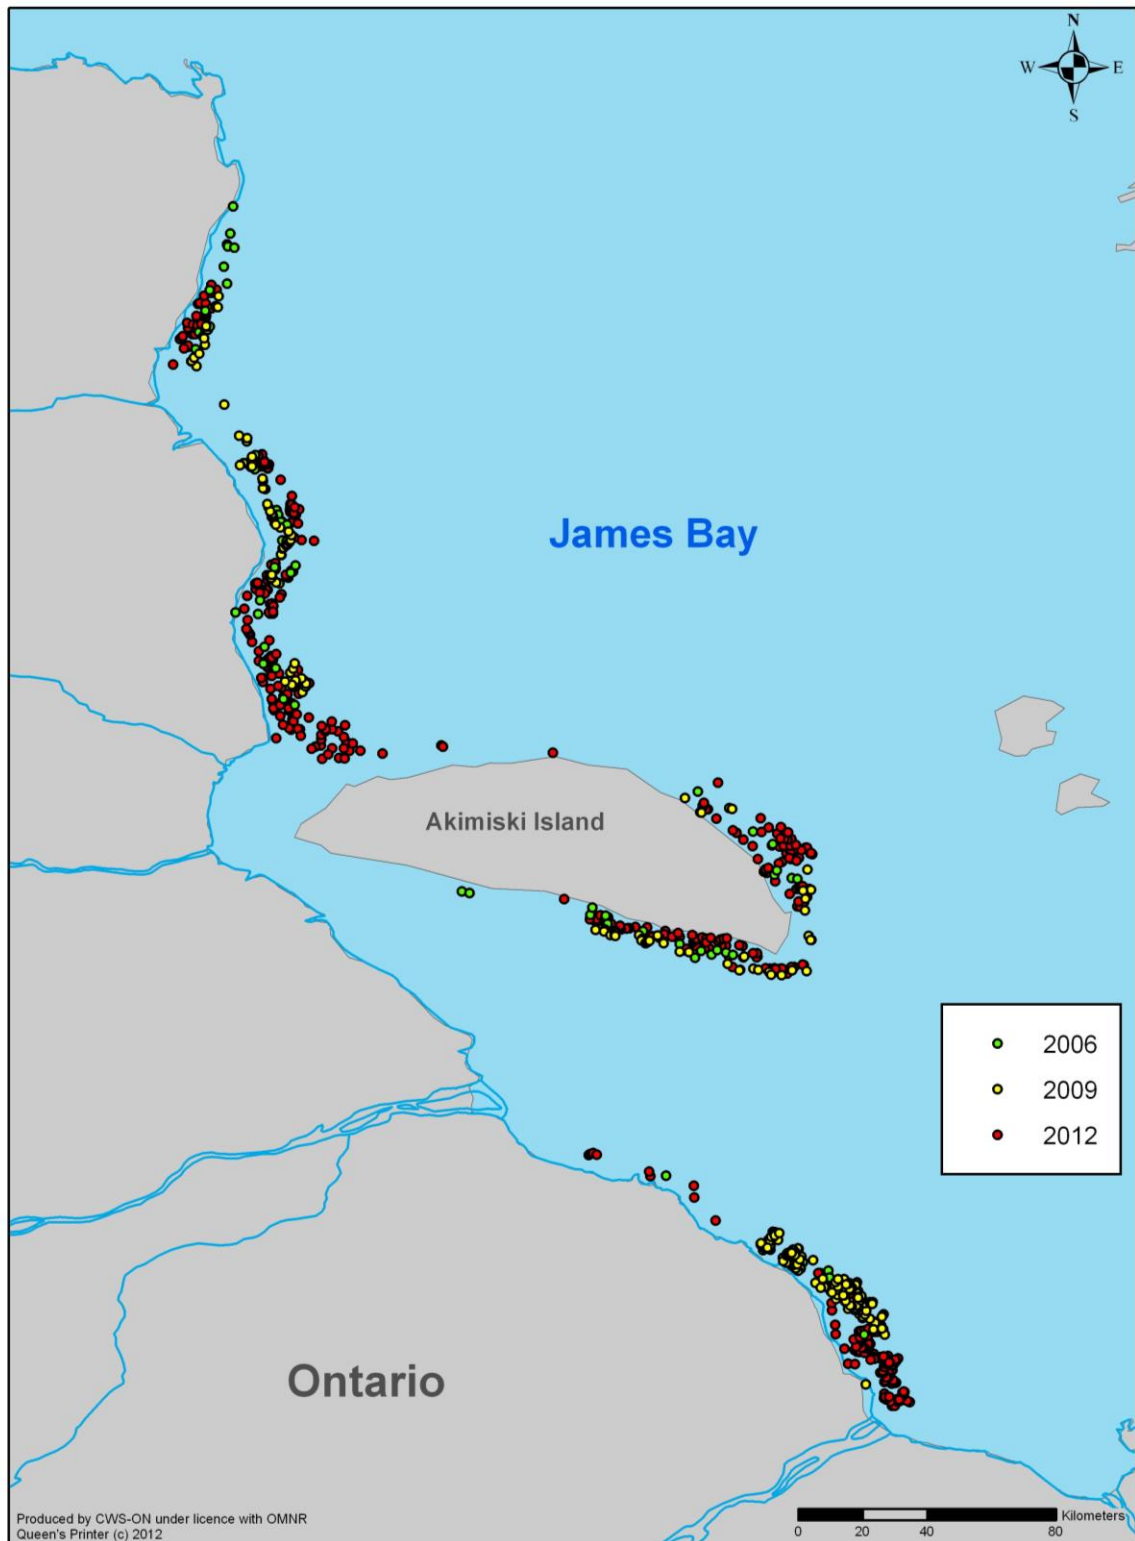 N
W E
S
James Bay
Akimiski Island
2006
2009
2012
Ontario
Produced by CWS-ON under licence with OMNR
Queen's Printer (c) 2012
Kilometers
0 20 40 80